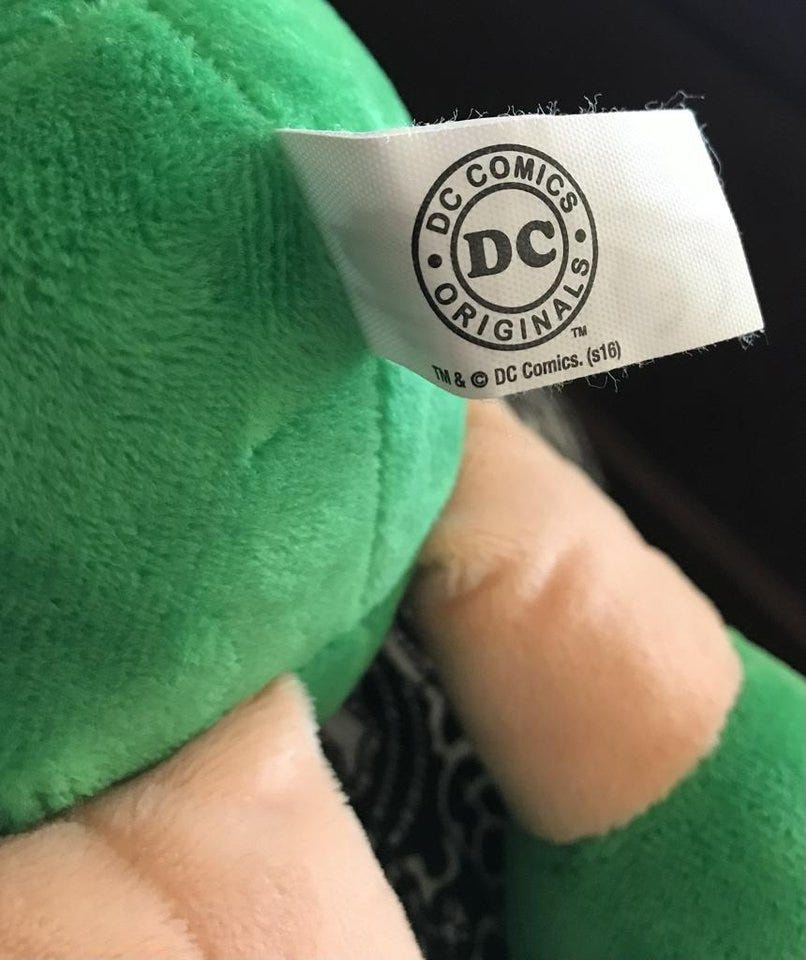 DC COMICS
DC
ORIGINALS
TM
TM & © DC Comics. (s16)